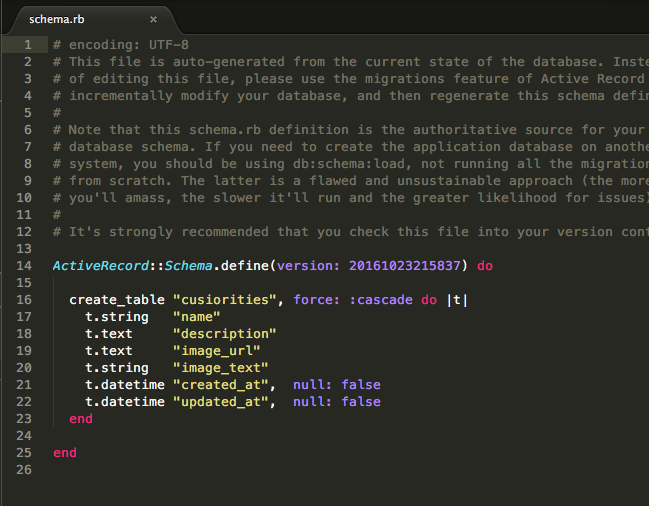 schema.rb ×
1 # encoding: UTF-8
2 # This file is auto-generated from the current state of the database. Inste
3 # of editing this file, please use the migrations feature of Active Record
4 # incrementally modify your database, and then regenerate this schema defin
5 #
6 # Note that this schema.rb definition is the authoritative source for your
7 # database schema. If you need to create the application database on anothe
8 # system, you should be using db:schema:load, not running all the migration
9 # from scratch. The latter is a flawed and unsustainable approach (the more
10 # you'll amass, the slower it'll run and the greater likelihood for issues)
11 #
12 # It's strongly recommended that you check this file into your version cont
13
14 ActiveRecord::Schema.define(version: 20161023215837) do
15
16 create_table "cusiorities", force: :cascade do |t|
17 t.string "name"
18 t.text "description"
19 t.text "image_url"
20 t.string "image_text"
21 t.datetime "created_at", null: false
22 t.datetime "updated_at", null: false
23 end
24
25 end
26